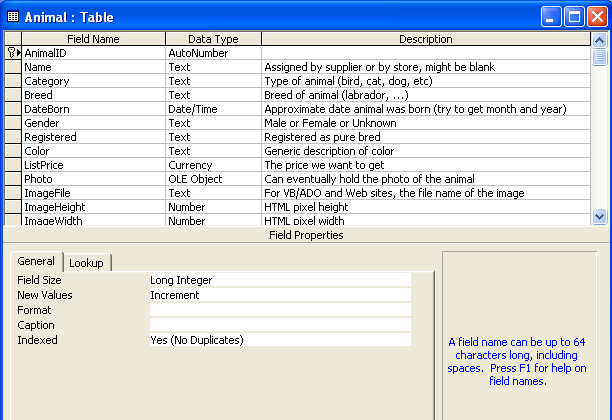 Animal : Table
Field Name Data Type Description
AnimalID AutoNumber
Name Text Assigned by supplier or by store, might be blank
Category Text Type of animal (bird, cat, dog, etc)
Breed Text Breed of animal (labrador, ...)
DateBorn Date/Time Approximate date animal was born (try to get month and year)
Gender Text Male or Female or Unknown
Registered Text Registered as pure bred
Color Text Generic description of color
ListPrice Currency The price we want to get
Photo OLE Object Can eventually hold the photo of the animal
ImageFile Text For VB/ADO and Web sites, the file name of the image
ImageHeight Number HTML pixel height
ImageWidth Number HTML pixel width
Field Properties
General Lookup
Field Size Long Integer
New Values Increment
Format
Caption
Indexed Yes (No Duplicates)
A field name can be up to 64
characters long, including
spaces. Press F1 for help on
field names.